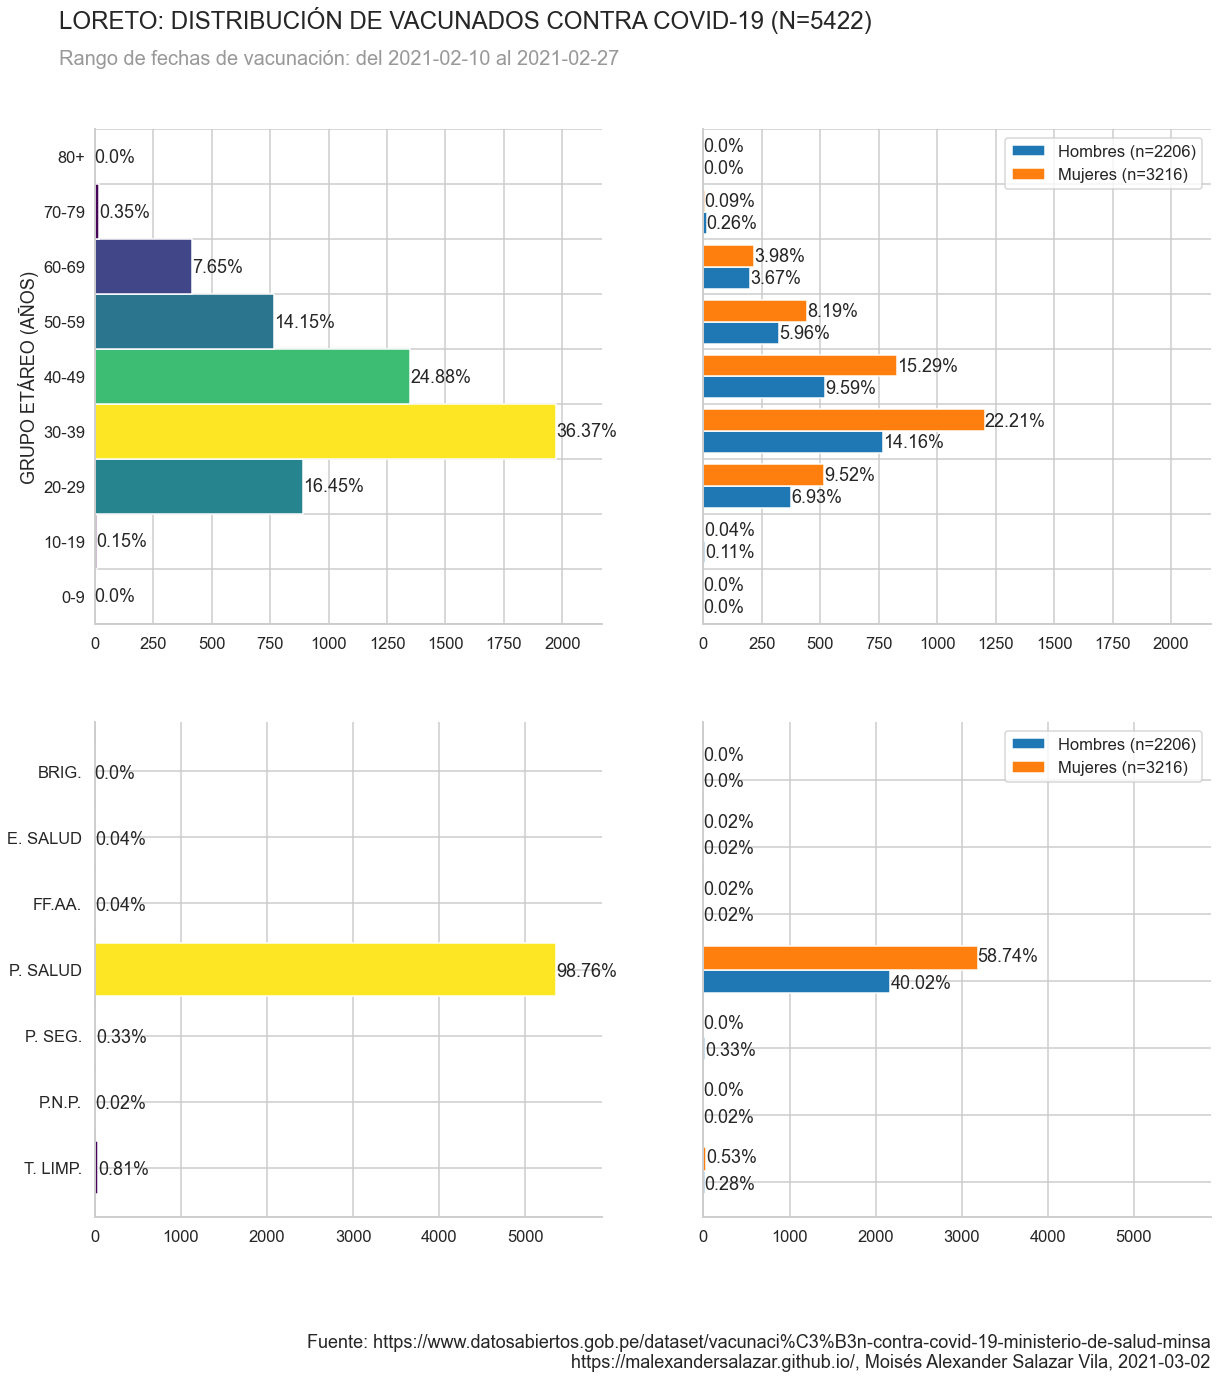 LORETO: DISTRIBUCIÓN DE VACUNADOS CONTRA COVID-19 (N=5422)
Rango de fechas de vacunación: del 2021-02-10 al 2021-02-27
GRUPO ETÁREO (AÑOS)
80+ 0.0%
70-79 0.35%
60-69 7.65%
50-59 14.15%
40-49 24.88%
30-39 36.37%
20-29 16.45%
10-19 0.15%
0-9 0.0%
0 250 500 750 1000 1250 1500 1750 2000
Hombres (n=2206)
Mujeres (n=3216)
0.0%
0.0%
0.09%
0.26%
3.98%
3.67%
8.19%
5.96%
15.29%
9.59%
22.21%
14.16%
9.52%
6.93%
0.04%
0.11%
0.0%
0.0%
0 250 500 750 1000 1250 1500 1750 2000
BRIG. 0.0%
E. SALUD 0.04%
FF.AA. 0.04%
P. SALUD 98.76%
P. SEG. 0.33%
P.N.P. 0.02%
T. LIMP. 0.81%
0 1000 2000 3000 4000 5000
Hombres (n=2206)
Mujeres (n=3216)
0.0%
0.0%
0.02%
0.02%
0.02%
0.02%
58.74%
40.02%
0.0%
0.33%
0.0%
0.02%
0.53%
0.28%
0 1000 2000 3000 4000 5000
Fuente: https://www.datosabiertos.gob.pe/dataset/vacunaci%C3%B3n-contra-covid-19-ministerio-de-salud-minsa
https://malexandersalazar.github.io/, Moisés Alexander Salazar Vila, 2021-03-02